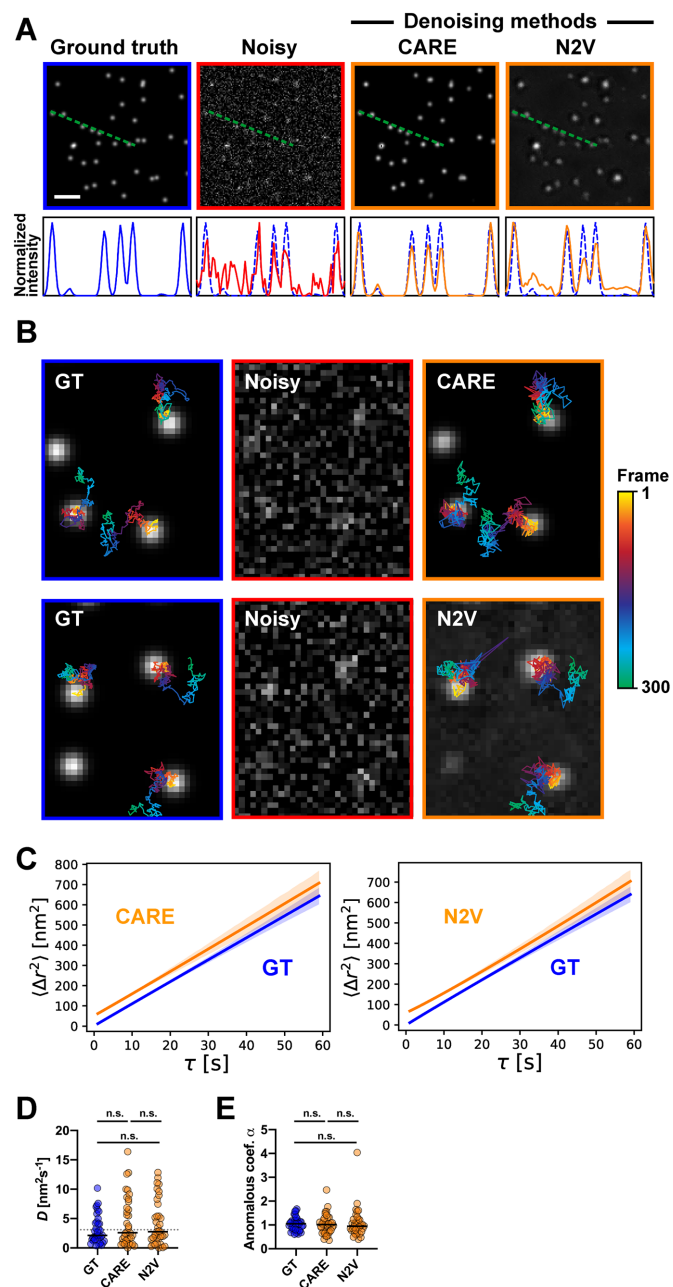 A
Denoising methods
Ground truth
Noisy
CARE
N2V
Normalized
intensity
B
GT
Noisy
CARE
Frame
1
300
GT
Noisy
N2V
C
800
700
600
500
400
300
200
100
0
⟨Δr²⟩ [nm²]
CARE
GT
0 10 20 30 40 50 60
τ [s]
700
600
500
400
300
200
100
0
⟨Δr²⟩ [nm²]
N2V
GT
0 10 20 30 40 50 60
τ [s]
D
n.s. n.s.
n.s.
20
15
10
5
0
D [nm²s⁻¹]
GT
CARE
N2V
E
n.s. n.s.
n.s.
5
4
3
2
1
0
Anomalous coef. α
GT
CARE
N2V